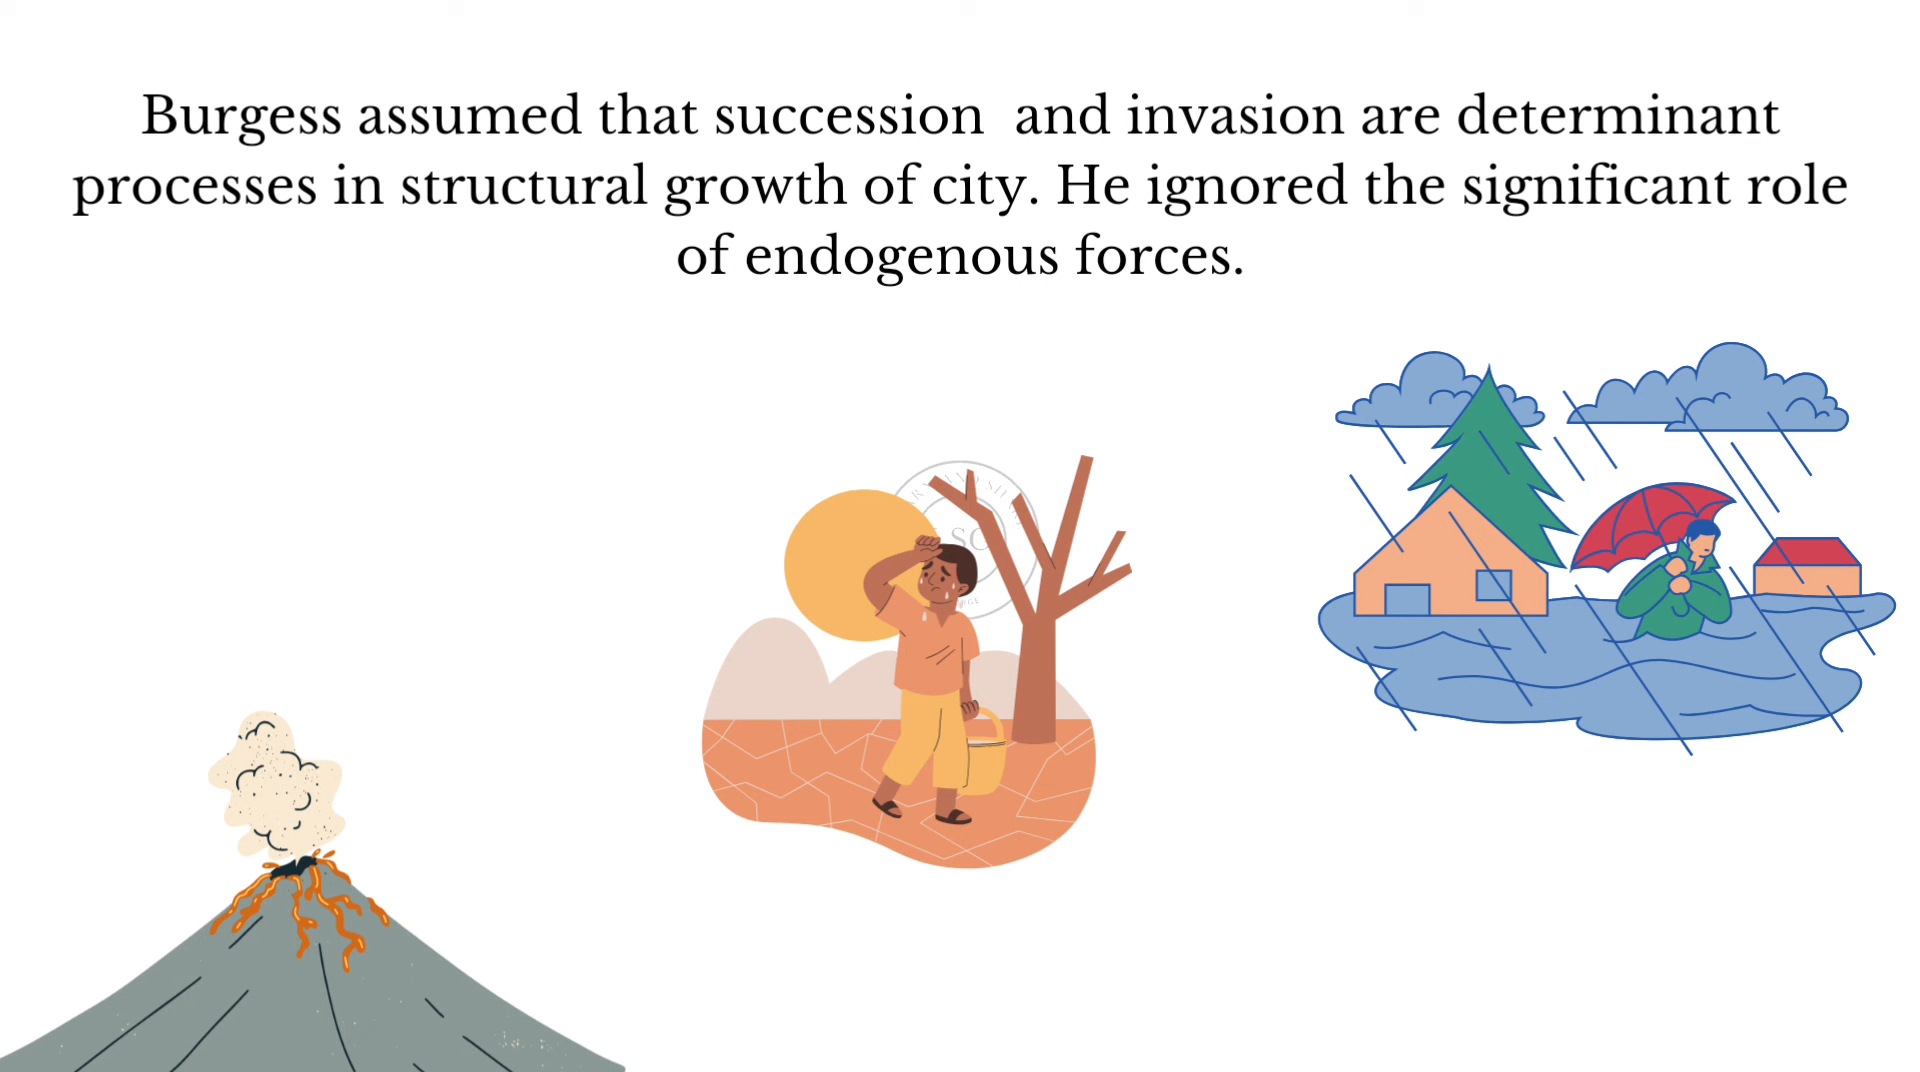 Burgess assumed that succession  and invasion are determinant
processes in structural growth of city. He ignored the significant role
of endogenous forces.